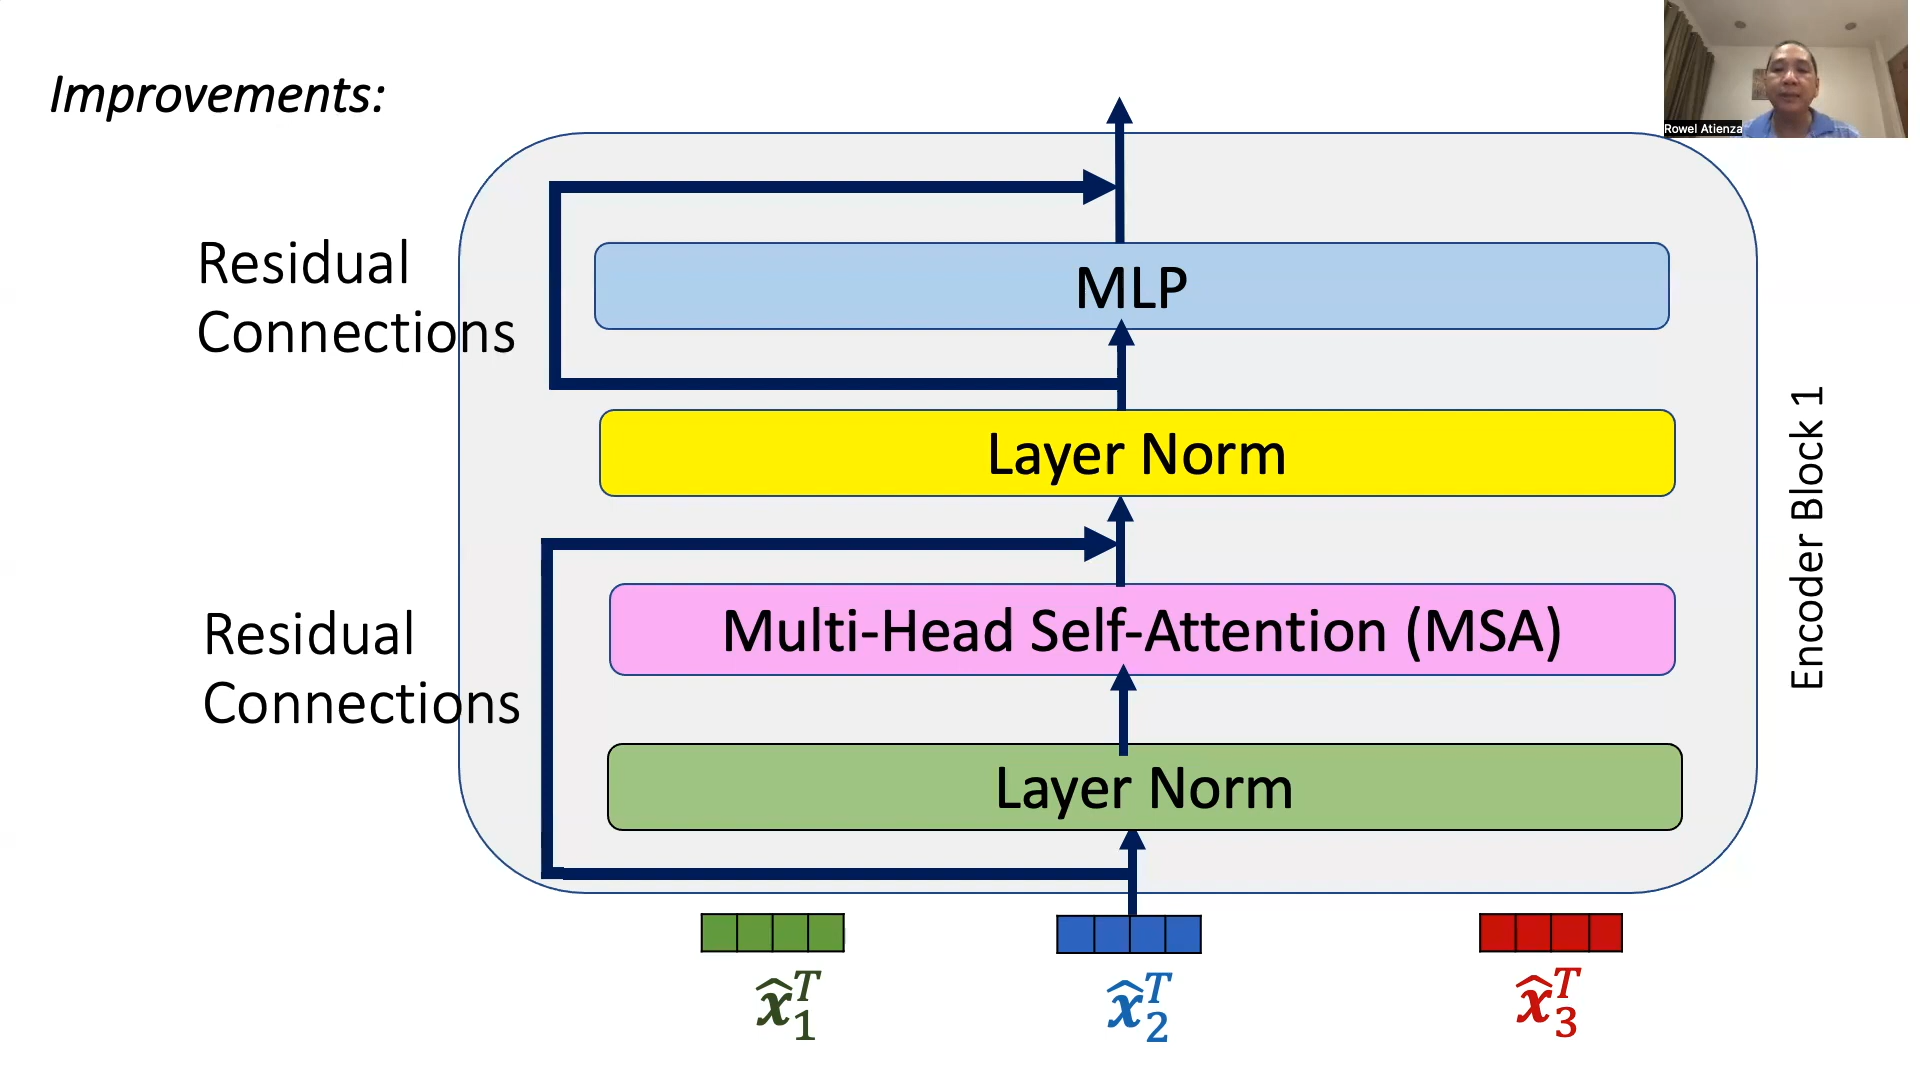 Improvements:
Rowel Atienza
Residual
Connections
MLP
Layer Norm
Encoder Block 1
Residual
Connections
Multi-Head Self-Attention (MSA)
Layer Norm
x̂₁ᵀ
x̂₂ᵀ
x̂₃ᵀ